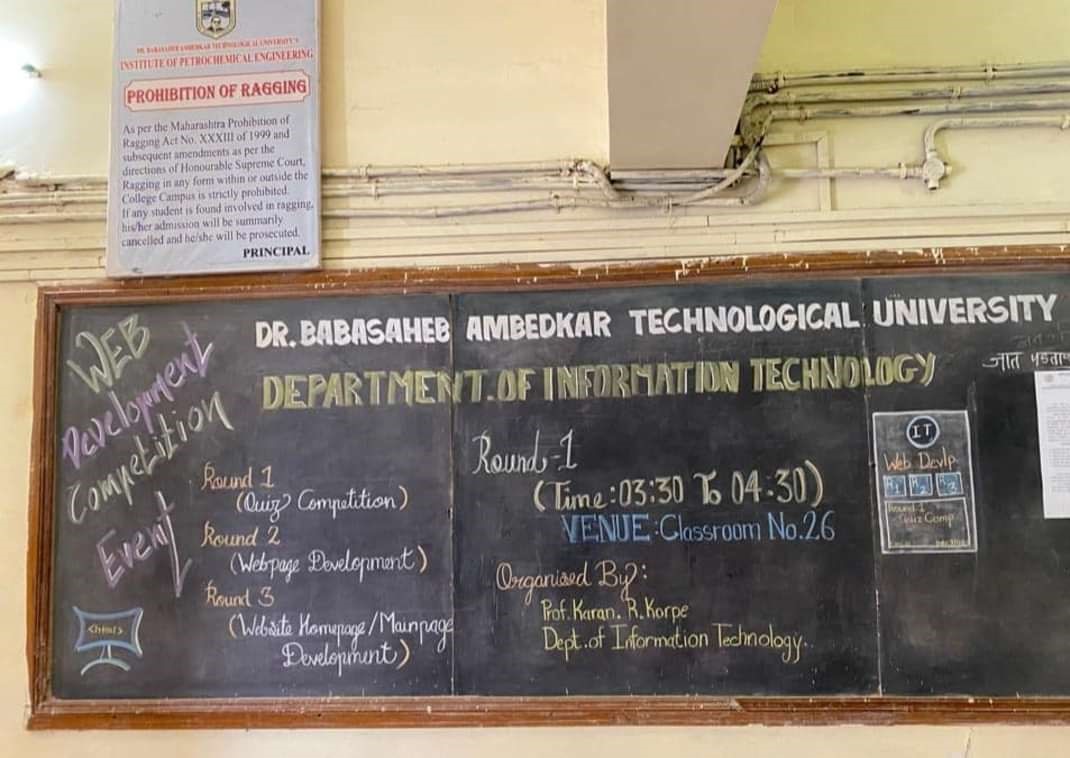 DR. BABASAHEB AMBEDKAR TECHNOLOGICAL UNIVERSITY'S
INSTITUTE OF PETROCHEMICAL ENGINEERING
PROHIBITION OF RAGGING
As per the Maharashtra Prohibition of
Ragging Act No. XXXIII of 1999 and
subsequent amendments as per the
directions of Honourable Supreme Court,
Ragging in any form within or outside the
College Campus is strictly prohibited.
If any student is found involved in ragging,
his/her admission will be summarily
cancelled and he/she will be prosecuted.
PRINCIPAL
WEB
Development
Competition
Event
DR. BABASAHEB AMBEDKAR TECHNOLOGICAL UNIVERSITY
DEPARTMENT. OF INFORMATION TECHNOLOGY
Round 1
(Quiz Competition)
Round 2
(Webpage Development)
Round 3
(Website Homepage/Mainpage
Development)
Round-1
(Time:03:30 To 04.30)
VENUE:Classroom No.26
Organised By:
Prof. Karan. R. Korpe
Dept. of Information Technology.
जात
IT
Web Devlp.
R1 R2 R3
Round 1
Quiz Comp